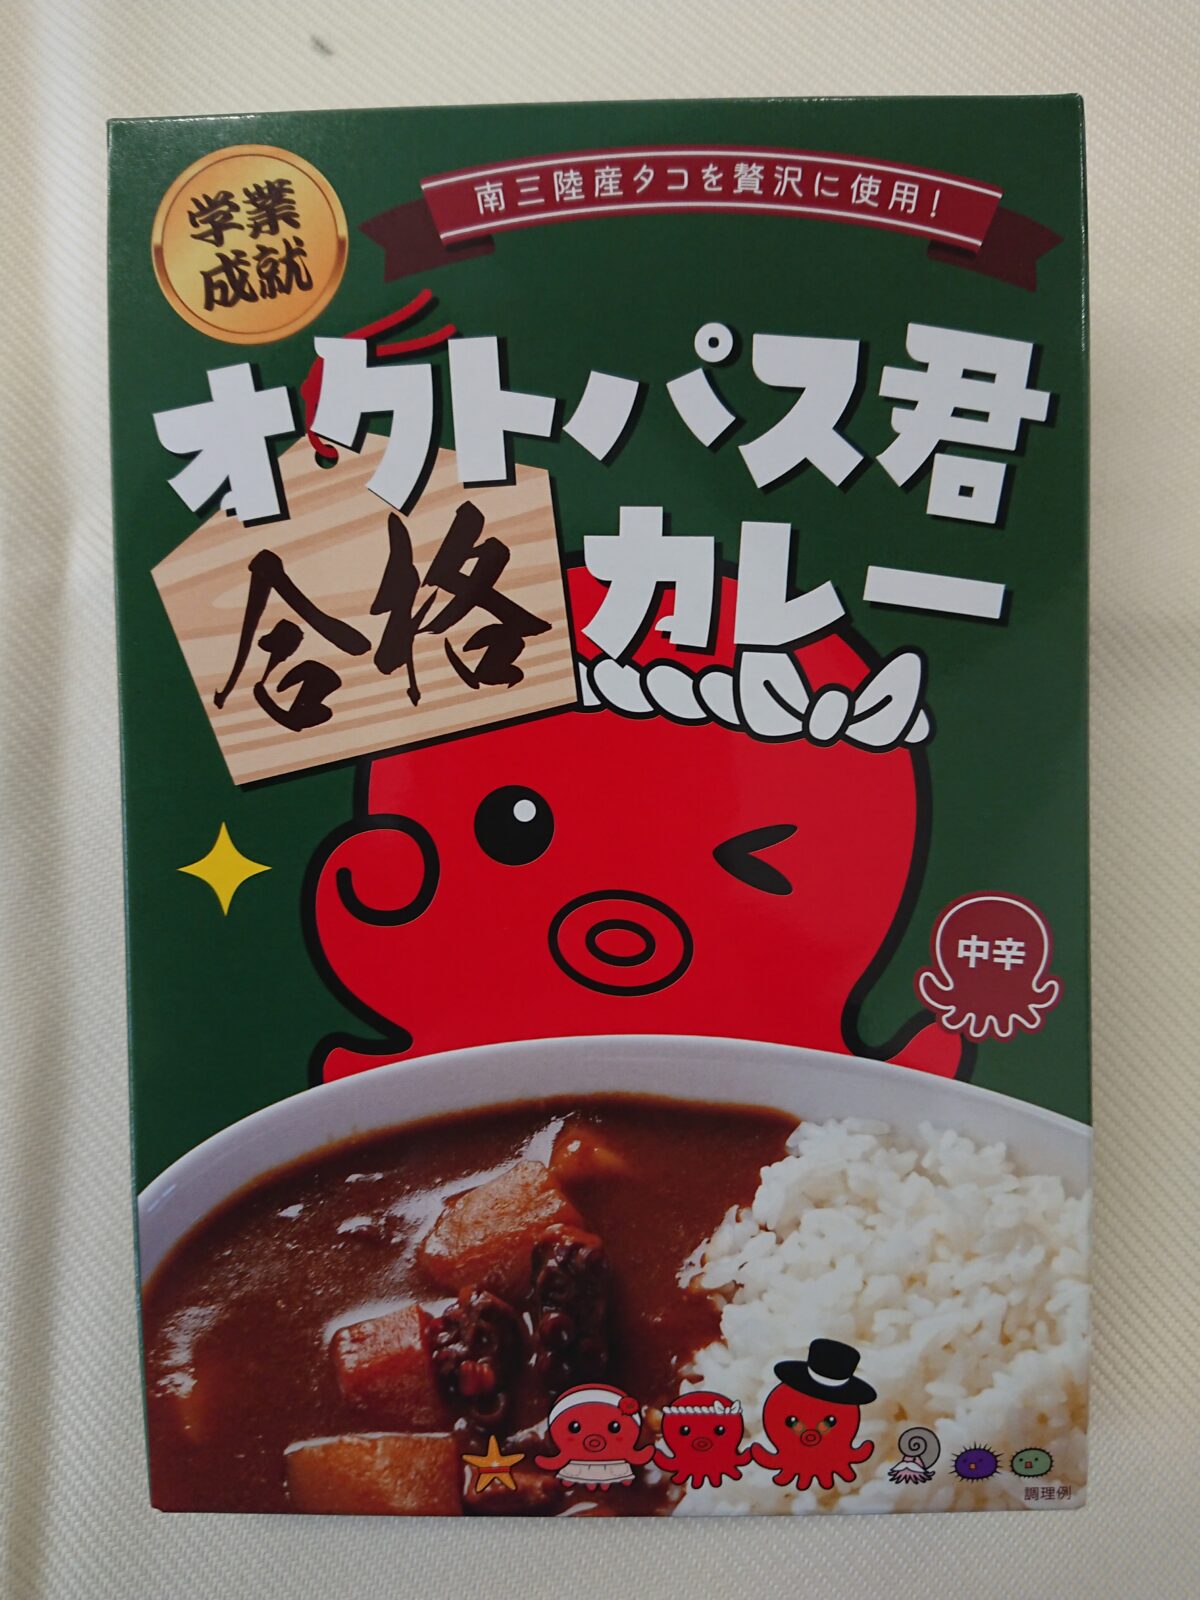 学業
成就
南三陸産タコを贅沢に使用！
オクトパス君
カレー
合格
中辛
調理例